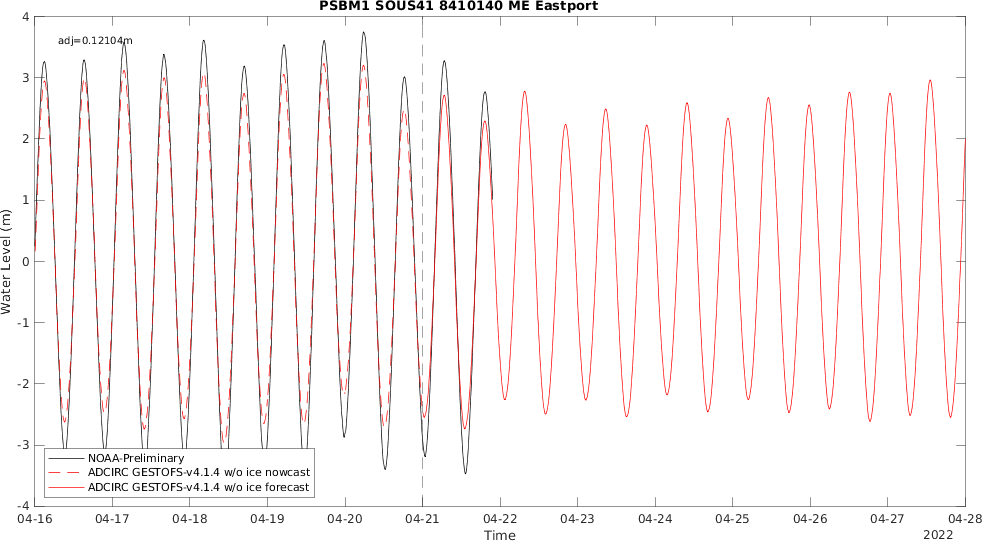 PSBM1 SOUS41 8410140 ME Eastport
adj=0.12104m
4
3
2
1
0
-1
-2
-3
-4
Water Level (m)
NOAA-Preliminary
ADCIRC GESTOFS-v4.1.4 w/o ice nowcast
ADCIRC GESTOFS-v4.1.4 w/o ice forecast
04-16 04-17 04-18 04-19 04-20 04-21 04-22 04-23 04-24 04-25 04-26 04-27 04-28
Time
2022